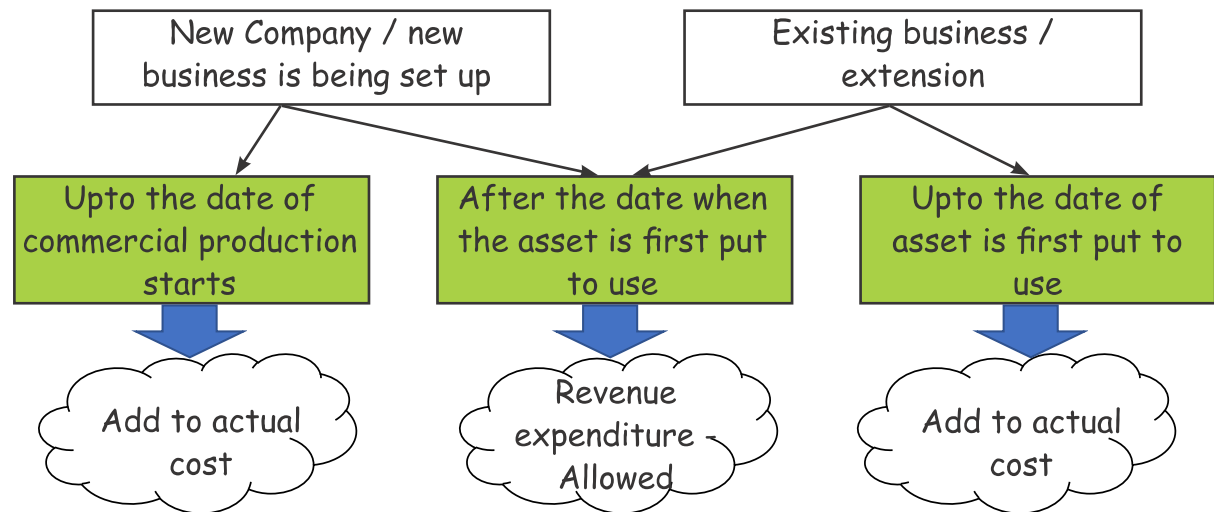 New Company / new
business is being set up
Existing business /
extension
Upto the date of
commercial production
starts
After the date when
the asset is first put
to use
Upto the date of
asset is first put to
use
Add to actual
cost
Revenue
expenditure -
Allowed
Add to actual
cost